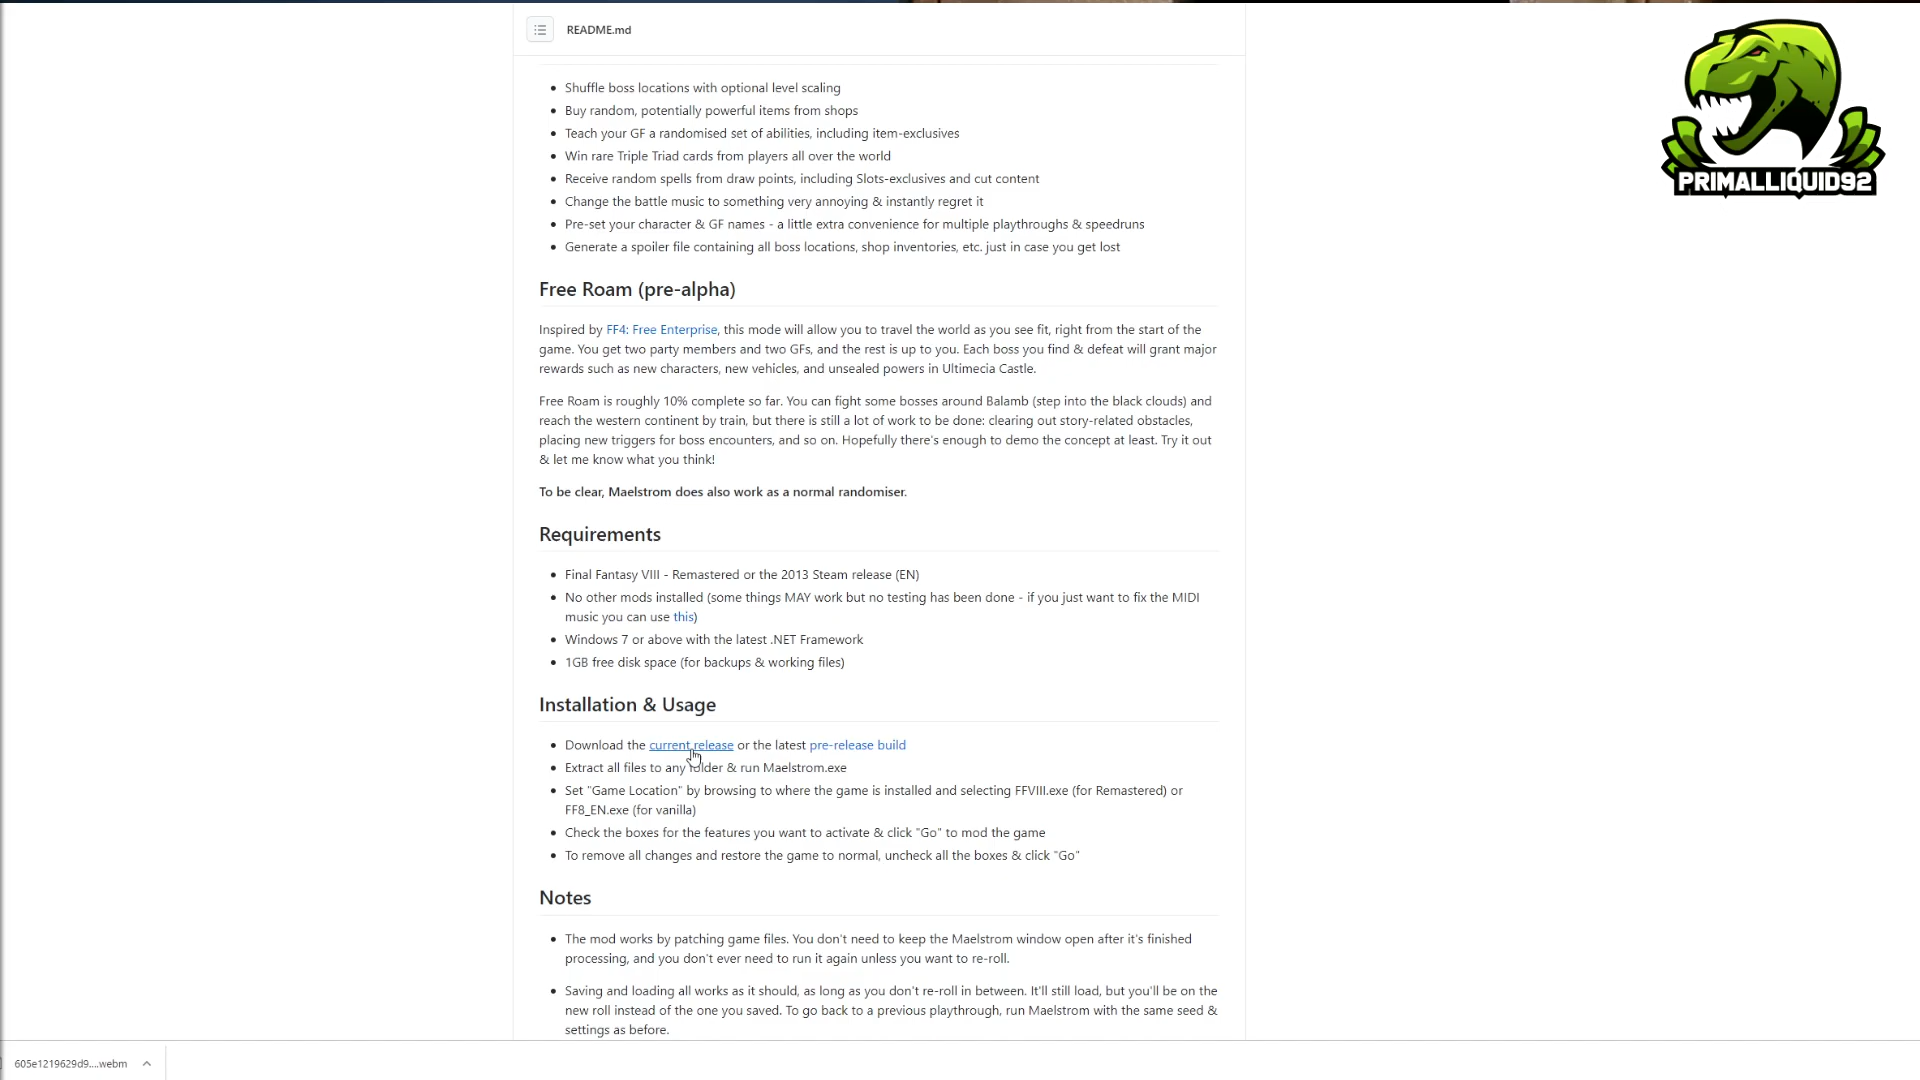 README.md
Shuffle boss locations with optional level scaling
Buy random, potentially powerful items from shops
Teach your GF a randomised set of abilities, including item-exclusives
Win rare Triple Triad cards from players all over the world
Receive random spells from draw points, including Slots-exclusives and cut content
Change the battle music to something very annoying & instantly regret it
Pre-set your character & GF names - a little extra convenience for multiple playthroughs & speedruns
Generate a spoiler file containing all boss locations, shop inventories, etc. just in case you get lost
Free Roam (pre-alpha)
Inspired by FF4: Free Enterprise, this mode will allow you to travel the world as you see fit, right from the start of the
game. You get two party members and two GFs, and the rest is up to you. Each boss you find & defeat will grant major
rewards such as new characters, new vehicles, and unsealed powers in Ultimecia Castle.
Free Roam is roughly 10% complete so far. You can fight some bosses around Balamb (step into the black clouds) and
reach the western continent by train, but there is still a lot of work to be done: clearing out story-related obstacles,
placing new triggers for boss encounters, and so on. Hopefully there's enough to demo the concept at least. Try it out
& let me know what you think!
To be clear, Maelstrom does also work as a normal randomiser.
Requirements
Final Fantasy VIII - Remastered or the 2013 Steam release (EN)
No other mods installed (some things MAY work but no testing has been done - if you just want to fix the MIDI
music you can use this)
Windows 7 or above with the latest .NET Framework
1GB free disk space (for backups & working files)
Installation & Usage
Download the current release or the latest pre-release build
Extract all files to any folder & run Maelstrom.exe
Set "Game Location" by browsing to where the game is installed and selecting FFVIII.exe (for Remastered) or
FF8_EN.exe (for vanilla)
Check the boxes for the features you want to activate & click "Go" to mod the game
To remove all changes and restore the game to normal, uncheck all the boxes & click "Go"
Notes
The mod works by patching game files. You don't need to keep the Maelstrom window open after it's finished
processing, and you don't ever need to run it again unless you want to re-roll.
Saving and loading all works as it should, as long as you don't re-roll in between. It'll still load, but you'll be on the
new roll instead of the one you saved. To go back to a previous playthrough, run Maelstrom with the same seed &
settings as before.
605e1219629d9....webm
PRIMALLIQUID92